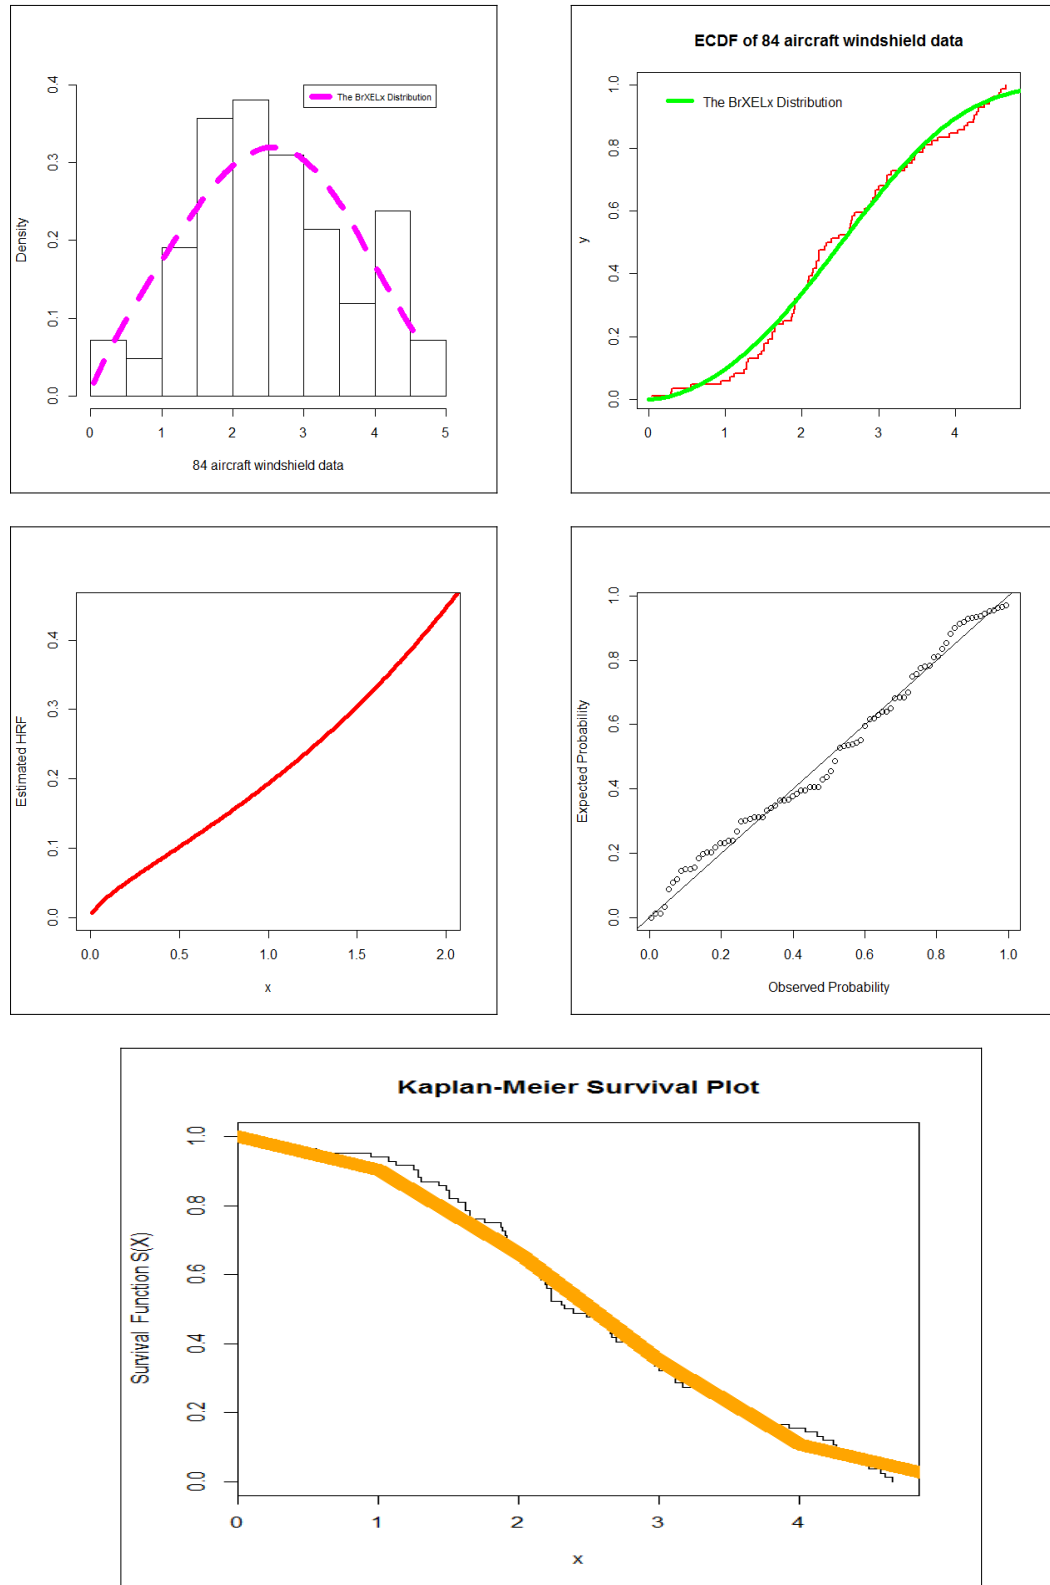 The BrXELx Distribution
Density
0.0 0.1 0.2 0.3 0.4
0 1 2 3 4 5
84 aircraft windshield data
ECDF of 84 aircraft windshield data
The BrXELx Distribution
y
0.0 0.2 0.4 0.6 0.8 1.0
0 1 2 3 4
Estimated HRF
0.0 0.1 0.2 0.3 0.4
0.0 0.5 1.0 1.5 2.0
x
Expected Probability
0.0 0.2 0.4 0.6 0.8 1.0
0.0 0.2 0.4 0.6 0.8 1.0
Observed Probability
Kaplan-Meier Survival Plot
Survival Function S(X)
0.0 0.2 0.4 0.6 0.8 1.0
0 1 2 3 4
x